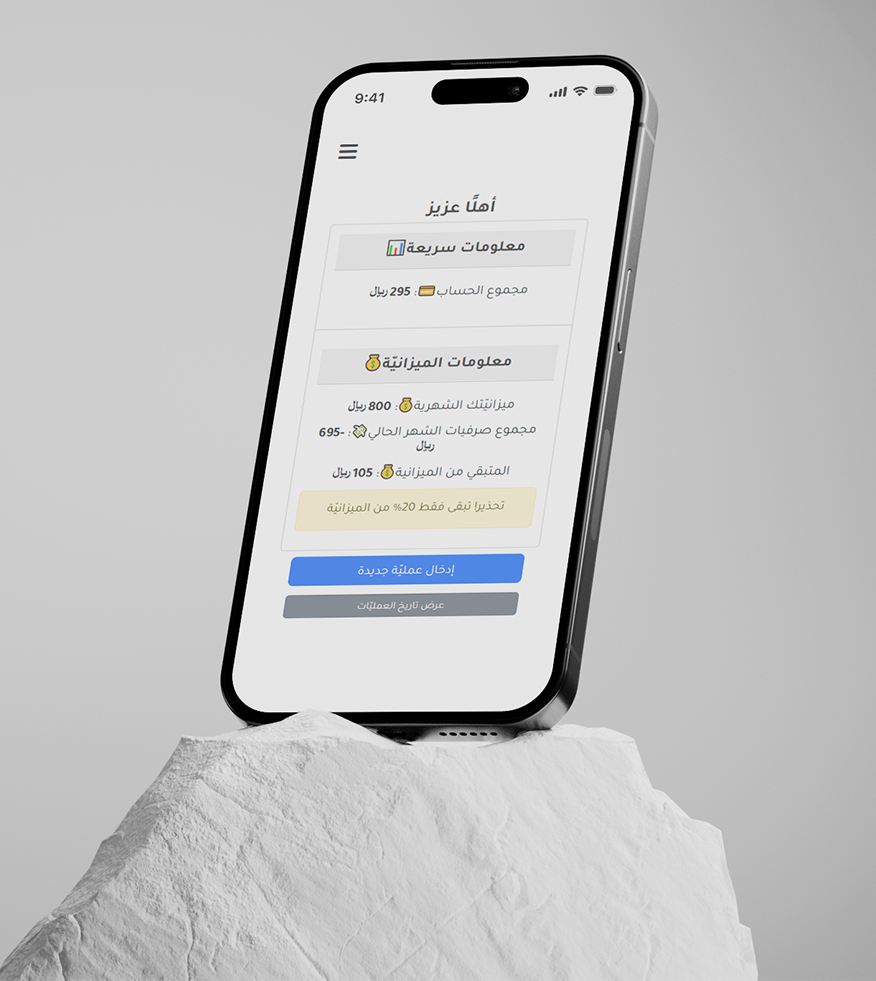 9:41
أهلًا عزيز
معلومات سريعة📊
مجموع الحساب💳: 295 ريال
معلومات الميزانيّة💰
ميزانيّتك الشهرية💰: 800 ريال
مجموع صرفيات الشهر الحالي💸: -695
ريال
المتبقي من الميزانية💰: 105 ريال
تحذير! تبقى فقط 20% من الميزانيّة
إدخال عمليّة جديدة
عرض تاريخ العمليّات